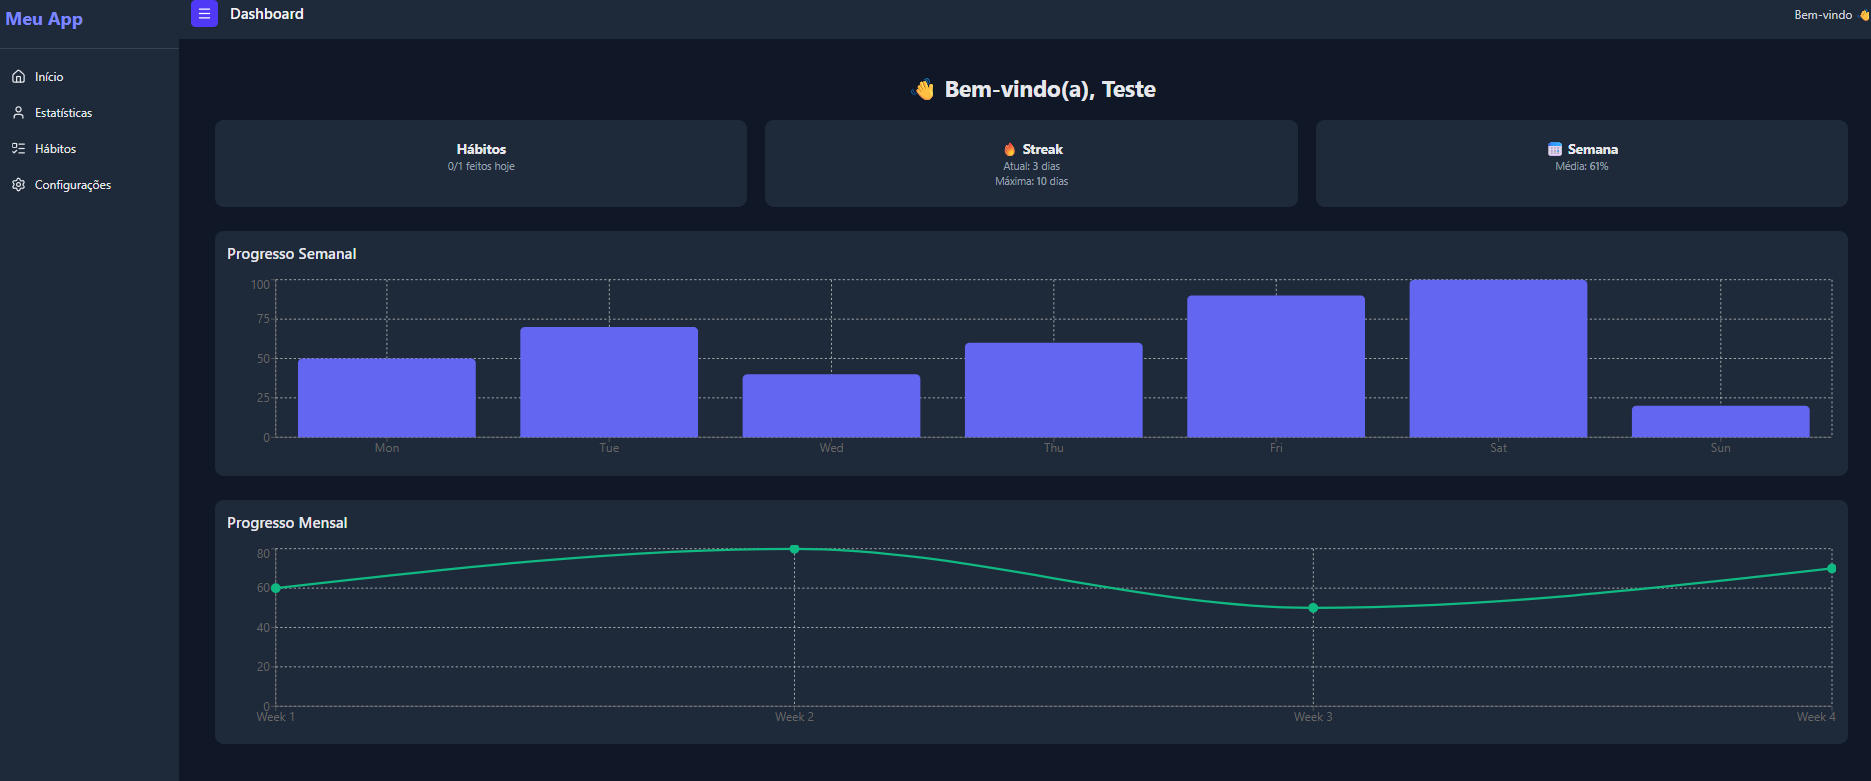 Meu App
Dashboard
Bem-vindo 👋
Início
Estatísticas
Hábitos
Configurações
👋 Bem-vindo(a), Teste
Hábitos
0/1 feitos hoje
🔥 Streak
Atual: 3 dias
Máxima: 10 dias
📅 Semana
Média: 61%
Progresso Semanal
100
75
50
25
0
Mon Tue Wed Thu Fri Sat Sun
Progresso Mensal
80
60
40
20
0
Week 1 Week 2 Week 3 Week 4